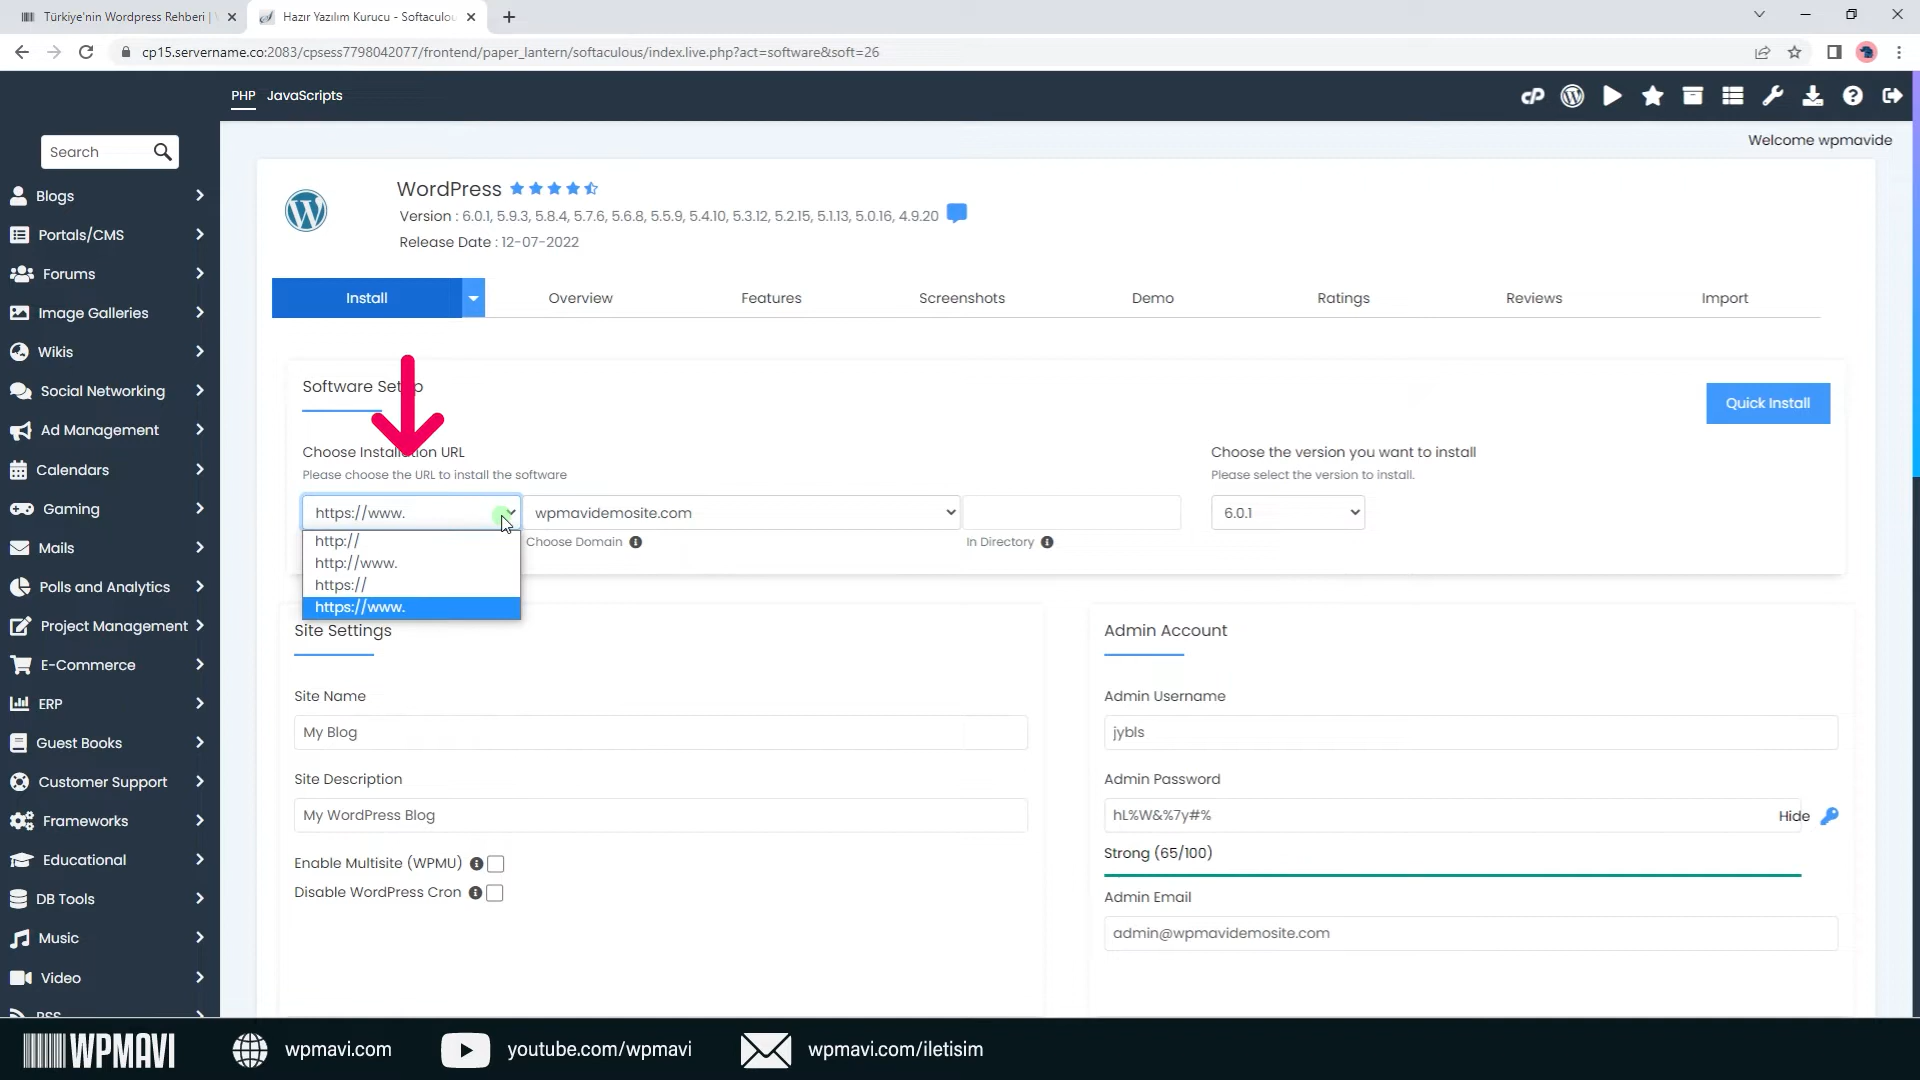 Türkiye'nin Wordpress Rehberi |
Hazır Yazılım Kurucu - Softaculou
cp15.servername.co:2083/cpsess7798042077/frontend/paper_lantern/softaculous/index.live.php?act=software&soft=26
PHP JavaScripts
Search
Welcome wpmavide
Blogs
Portals/CMS
Forums
Image Galleries
Wikis
Social Networking
Ad Management
Calendars
Gaming
Mails
Polls and Analytics
Project Management
E-Commerce
ERP
Guest Books
Customer Support
Frameworks
Educational
DB Tools
Music
Video
RSS
WordPress
Version : 6.0.1, 5.9.3, 5.8.4, 5.7.6, 5.6.8, 5.5.9, 5.4.10, 5.3.12, 5.2.15, 5.1.13, 5.0.16, 4.9.20
Release Date : 12-07-2022
Install Overview Features Screenshots Demo Ratings Reviews Import
Software Setup
Quick Install
Choose Installation URL
Please choose the URL to install the software
https://www.
http://
http://www.
https://
https://www.
wpmavidemosite.com
Choose Domain
In Directory
Choose the version you want to install
Please select the version to install.
6.0.1
Site Settings
Site Name
My Blog
Site Description
My WordPress Blog
Enable Multisite (WPMU)
Disable WordPress Cron
Admin Account
Admin Username
jybls
Admin Password
hL%W&%7y#%
Hide
Strong (65/100)
Admin Email
admin@wpmavidemosite.com
WPMAVI wpmavi.com youtube.com/wpmavi wpmavi.com/iletisim